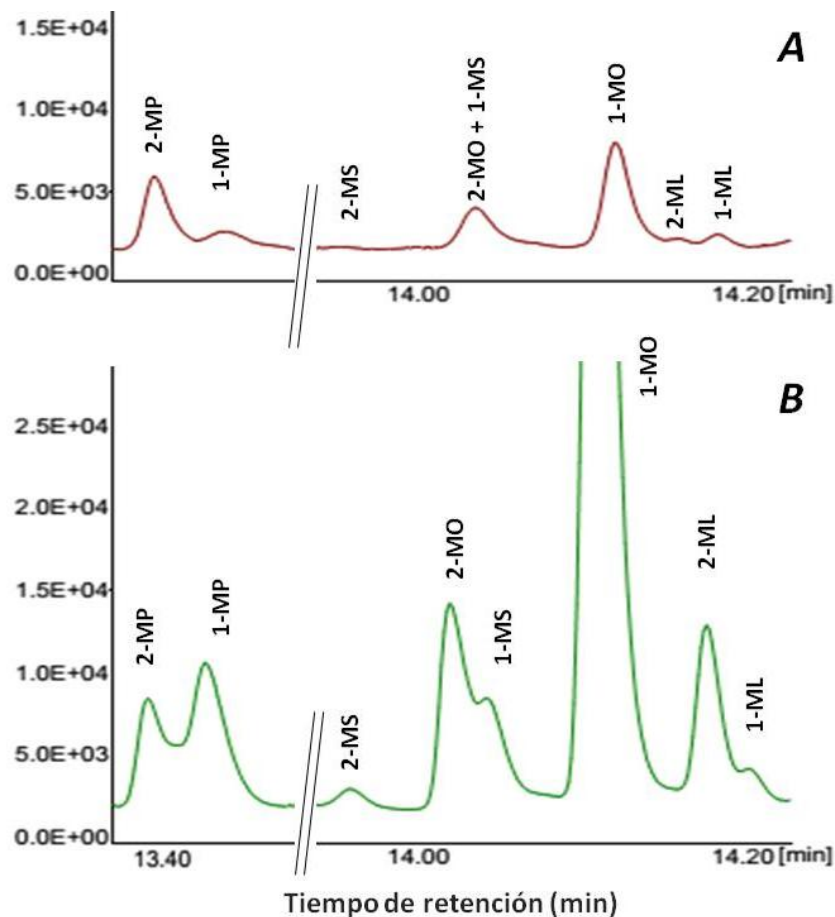 1.5E+04
A
1.0E+04
5.0E+03
0.0E+00
2-MP
1-MP
2-MS
2-MO + 1-MS
1-MO
2-ML
1-ML
14.00
14.20 [min]
B
2.5E+04
2.0E+04
1.5E+04
1.0E+04
5.0E+03
0.0E+00
2-MP
1-MP
2-MS
2-MO
1-MS
1-MO
2-ML
1-ML
13.40
14.00
14.20 [min]
Tiempo de retención (min)